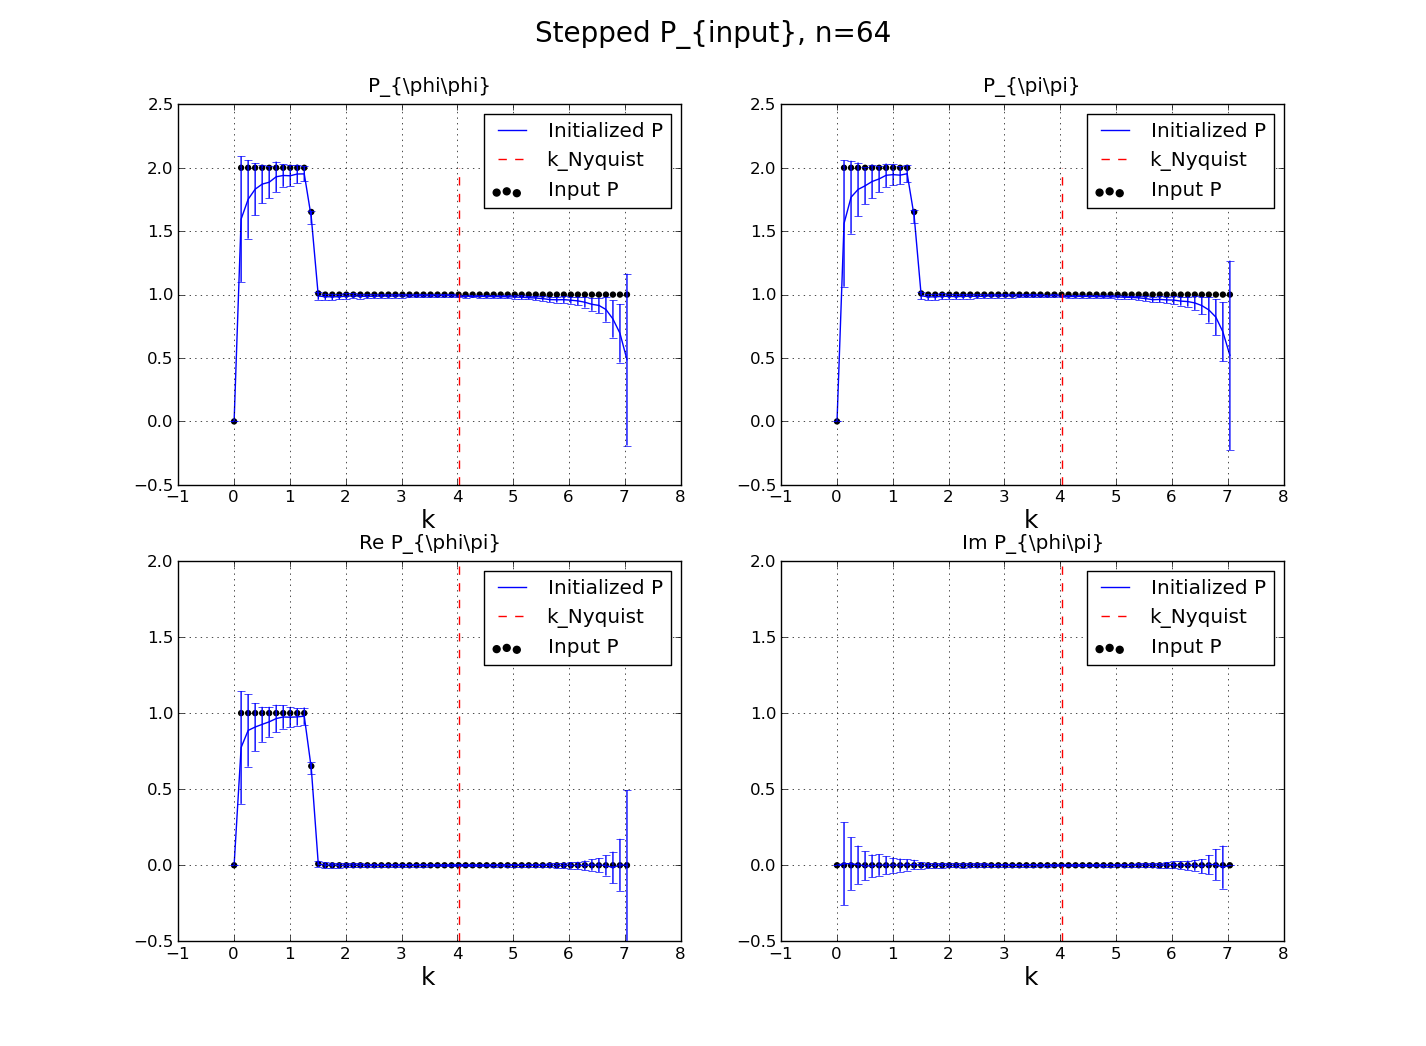 Stepped P_{input}, n=64
P_{\phi\phi}
2.5
2.0
1.5
1.0
0.5
0.0
−0.5
−1 0 1 2 3 4 5 6 7 8
k
Initialized P
k_Nyquist
Input P
P_{\pi\pi}
2.5
2.0
1.5
1.0
0.5
0.0
−0.5
−1 0 1 2 3 4 5 6 7 8
k
Initialized P
k_Nyquist
Input P
Re P_{\phi\pi}
2.0
1.5
1.0
0.5
0.0
−0.5
−1 0 1 2 3 4 5 6 7 8
k
Initialized P
k_Nyquist
Input P
Im P_{\phi\pi}
2.0
1.5
1.0
0.5
0.0
−0.5
−1 0 1 2 3 4 5 6 7 8
k
Initialized P
k_Nyquist
Input P